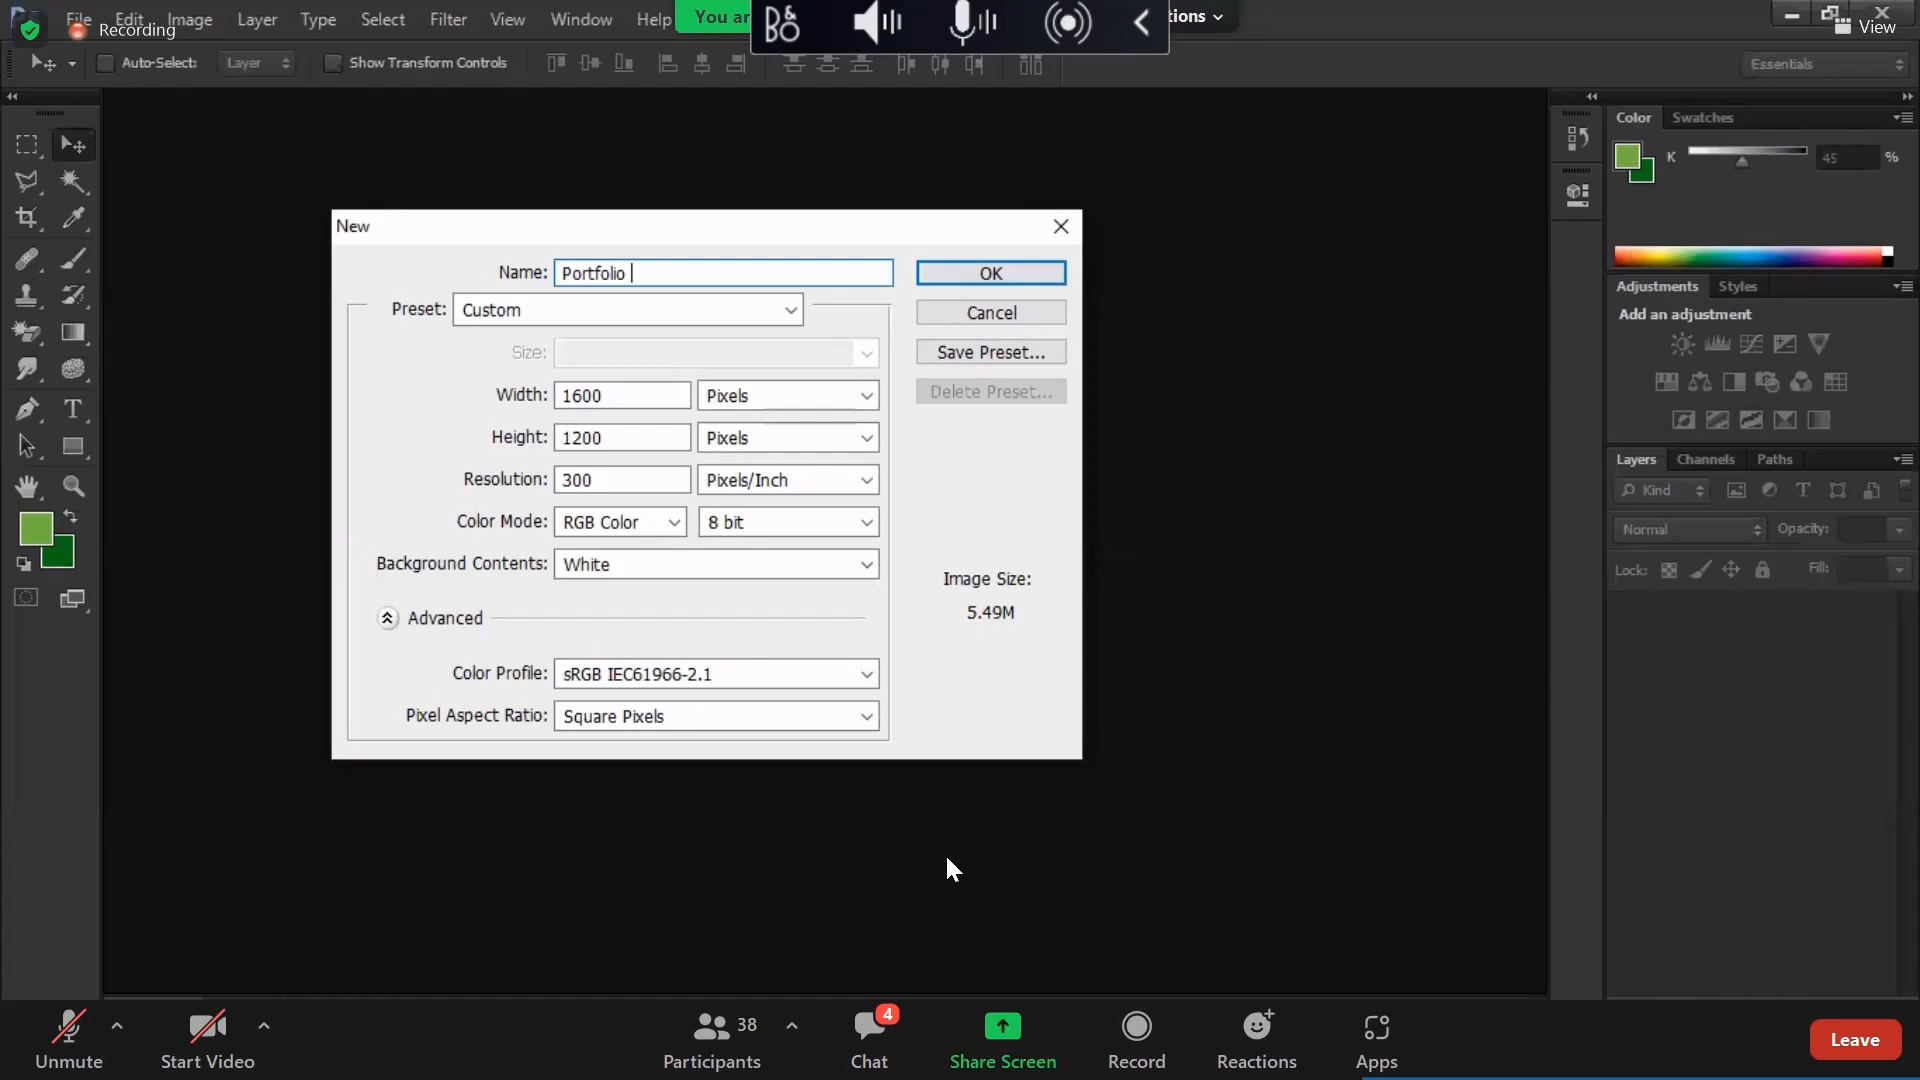 File Edit Image Layer Type Select Filter View Window Help
Recording
You ar
tions
View
Auto-Select: Layer Show Transform Controls
Essentials
Color Swatches
K 45 %
New
Name: Portfolio
OK
Preset: Custom
Cancel
Size:
Save Preset...
Width: 1600 Pixels
Delete Preset...
Height: 1200 Pixels
Resolution: 300 Pixels/Inch
Color Mode: RGB Color 8 bit
Background Contents: White
Image Size:
5.49M
Advanced
Color Profile: sRGB IEC61966-2.1
Pixel Aspect Ratio: Square Pixels
Adjustments Styles
Add an adjustment
Layers Channels Paths
Kind
Normal Opacity:
Lock: Fill:
Unmute
Start Video
38
Participants
4
Chat
Share Screen
Record
Reactions
Apps
Leave